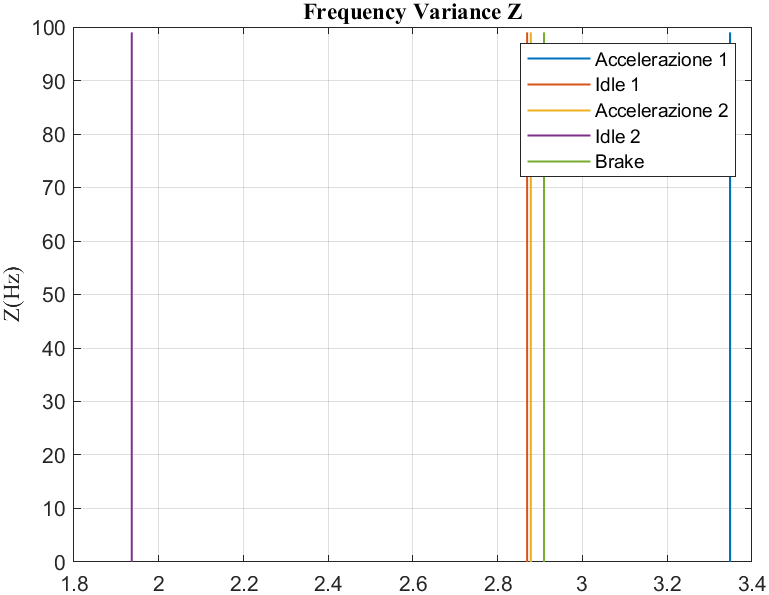 Frequency Variance Z
100
90
80
70
60
50
40
30
20
10
0
Z(Hz)
Accelerazione 1
Idle 1
Accelerazione 2
Idle 2
Brake
1.8 2 2.2 2.4 2.6 2.8 3 3.2 3.4